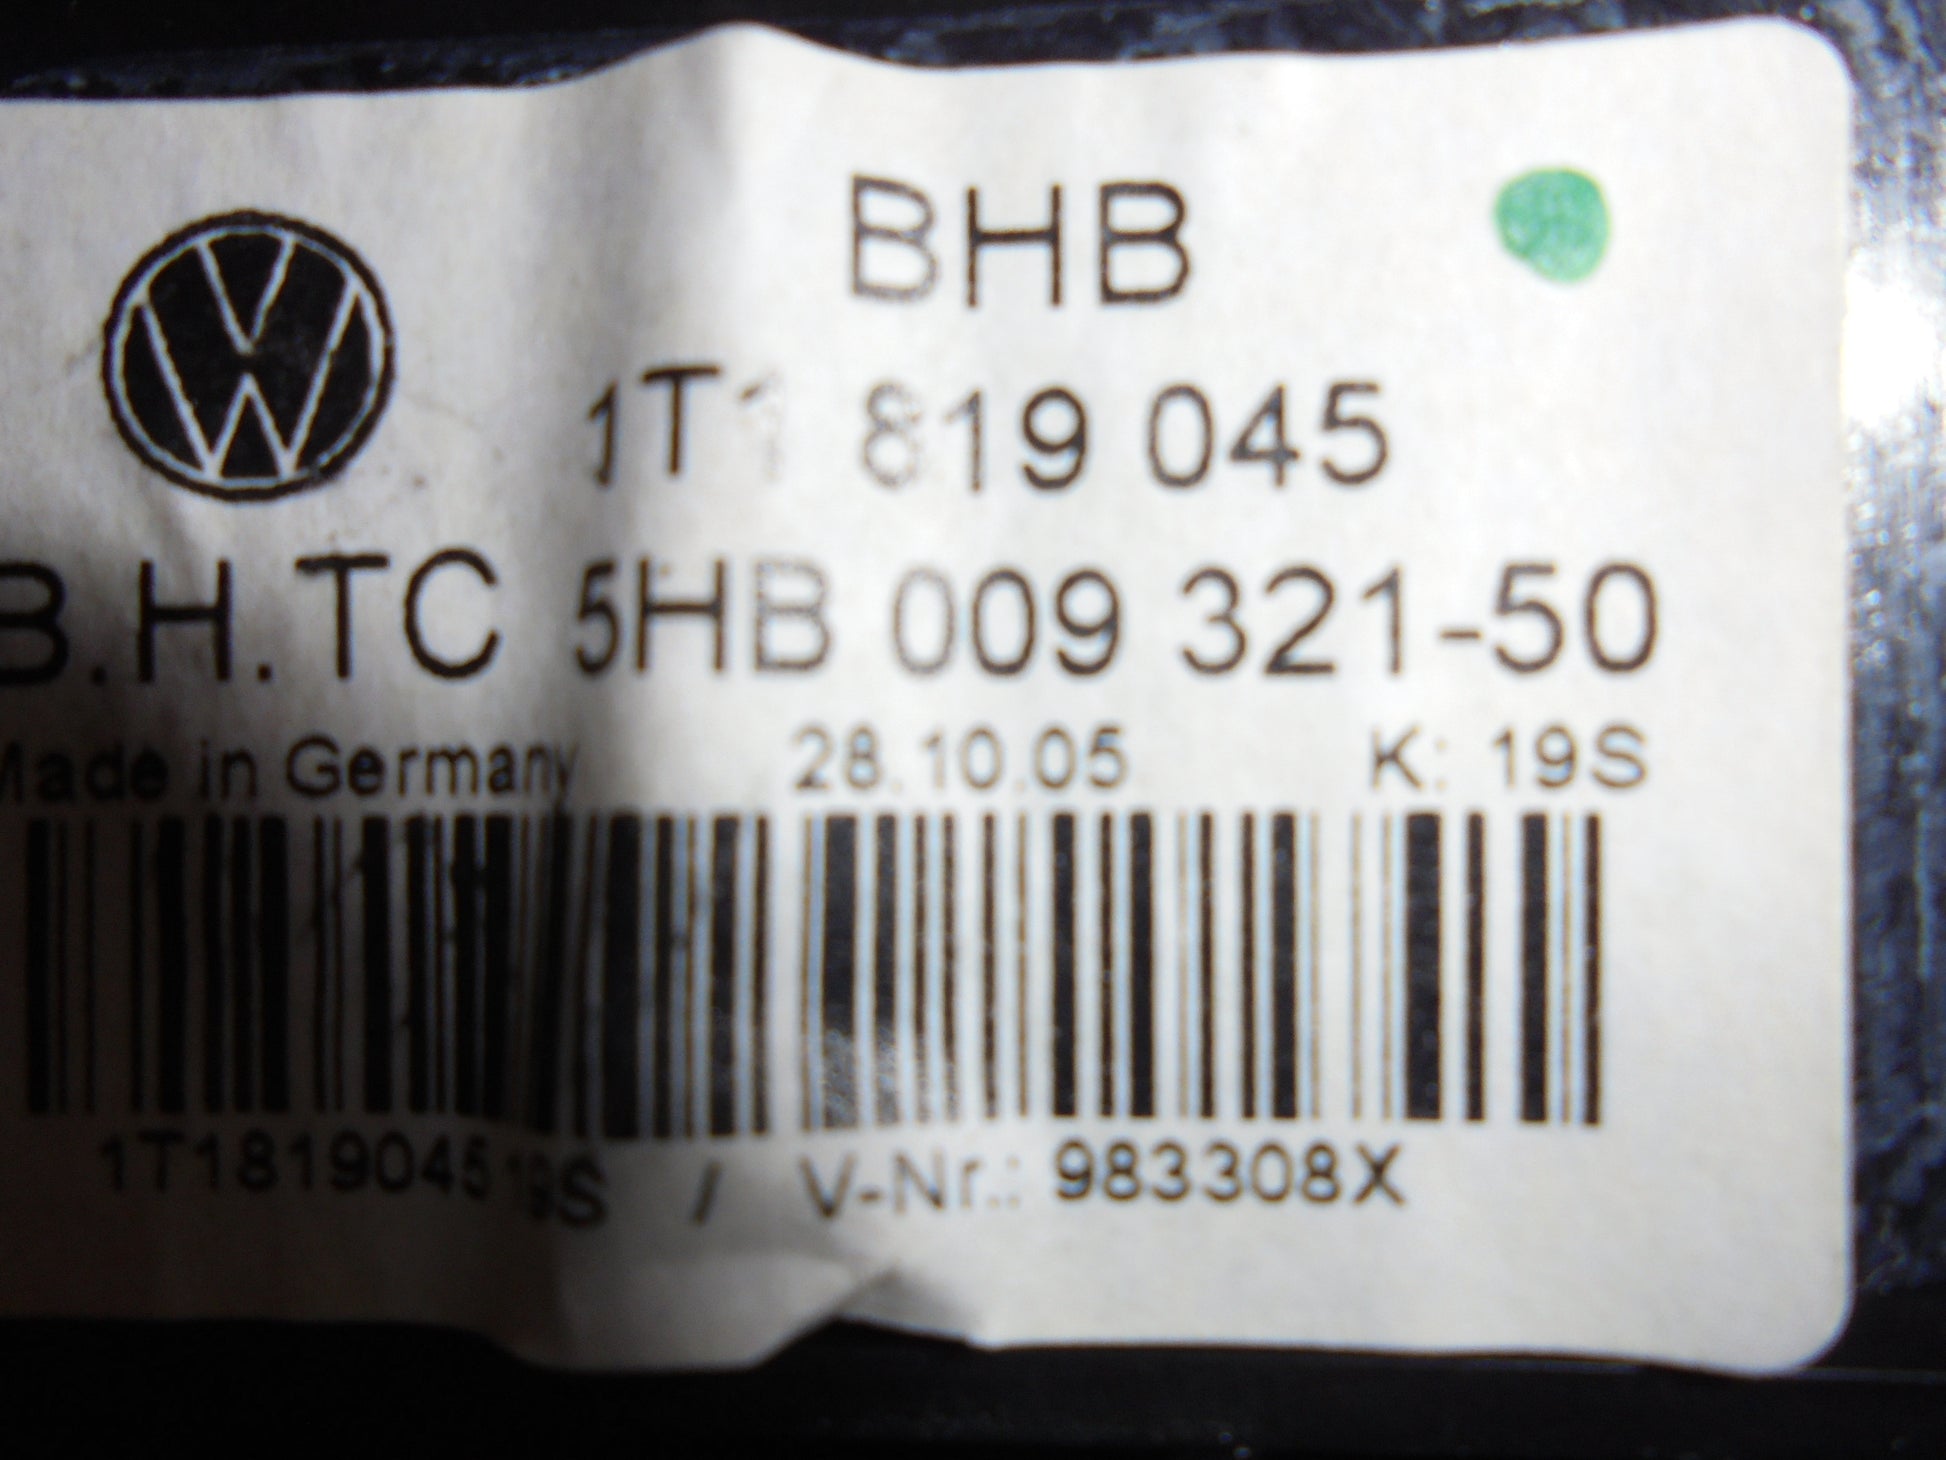 BHB
1T1 819 045
B.H.TC 5HB 009 321-50
Made in Germany 28.10.05 K: 19S
1T1819045 19S / V-Nr.: 983308X